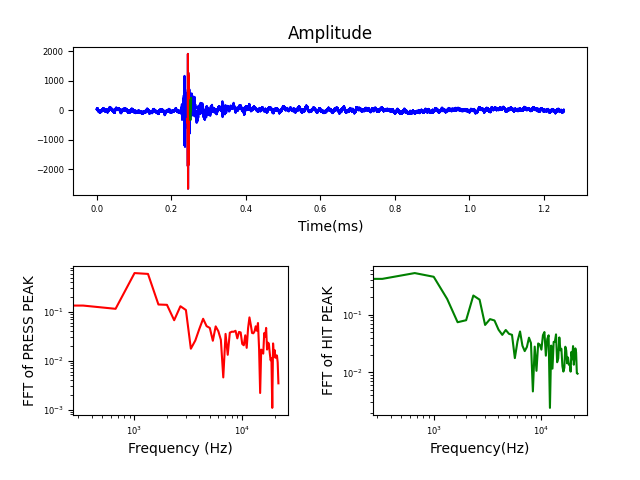 Amplitude
2000
1000
0
−1000
−2000
0.0 0.2 0.4 0.6 0.8 1.0 1.2
Time(ms)
FFT of PRESS PEAK
10⁻¹
10⁻²
10⁻³
10³ 10⁴
Frequency (Hz)
FFT of HIT PEAK
10⁻¹
10⁻²
10³ 10⁴
Frequency(Hz)